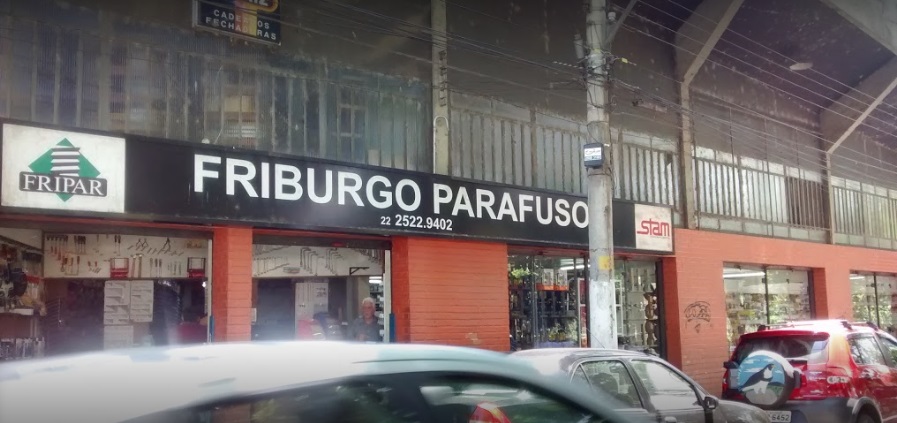 CADEADOS
FECHADURAS
FRIPAR
FRIBURGO PARAFUSO
22 2522.9402
stam